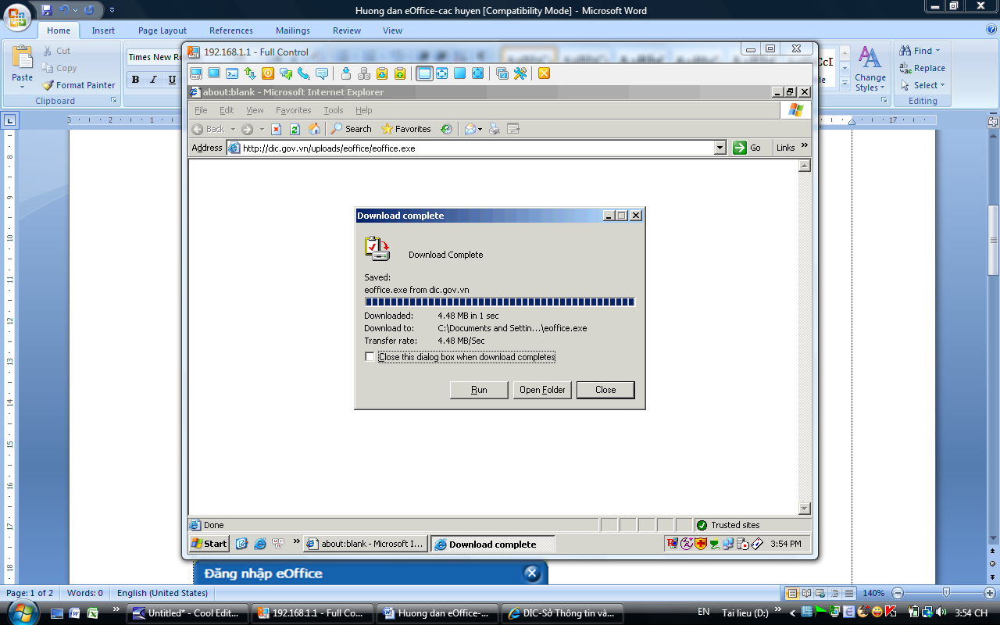 Huong dan eOffice-cac huyen [Compatibility Mode] - Microsoft Word
Home Insert Page Layout References Mailings Review View
Paste
Cut
Copy
Format Painter
Clipboard
Times New Ro
B I U
CcI
Change Styles
Find
Replace
Select
Editing
192.168.1.1 - Full Control
about:blank - Microsoft Internet Explorer
File Edit View Favorites Tools Help
Back Search Favorites
Address http://dic.gov.vn/uploads/eoffice/eoffice.exe Go Links »
Download complete
Download Complete
Saved:
eoffice.exe from dic.gov.vn
Downloaded: 4.48 MB in 1 sec
Download to: C:\Documents and Settin...\eoffice.exe
Transfer rate: 4.48 MB/Sec
Close this dialog box when download completes
Run Open Folder Close
Done Trusted sites
Start » about:blank - Microsoft I... Download complete 3:54 PM
Đăng nhập eOffice
Page: 1 of 2 Words: 0 English (United States) 140%
» Untitled* - Cool Edit... 192.168.1.1 - Full Co... Huong dan eOffice-... DIC-Sở Thông tin và... EN Tai lieu (D:) » 3:54 CH